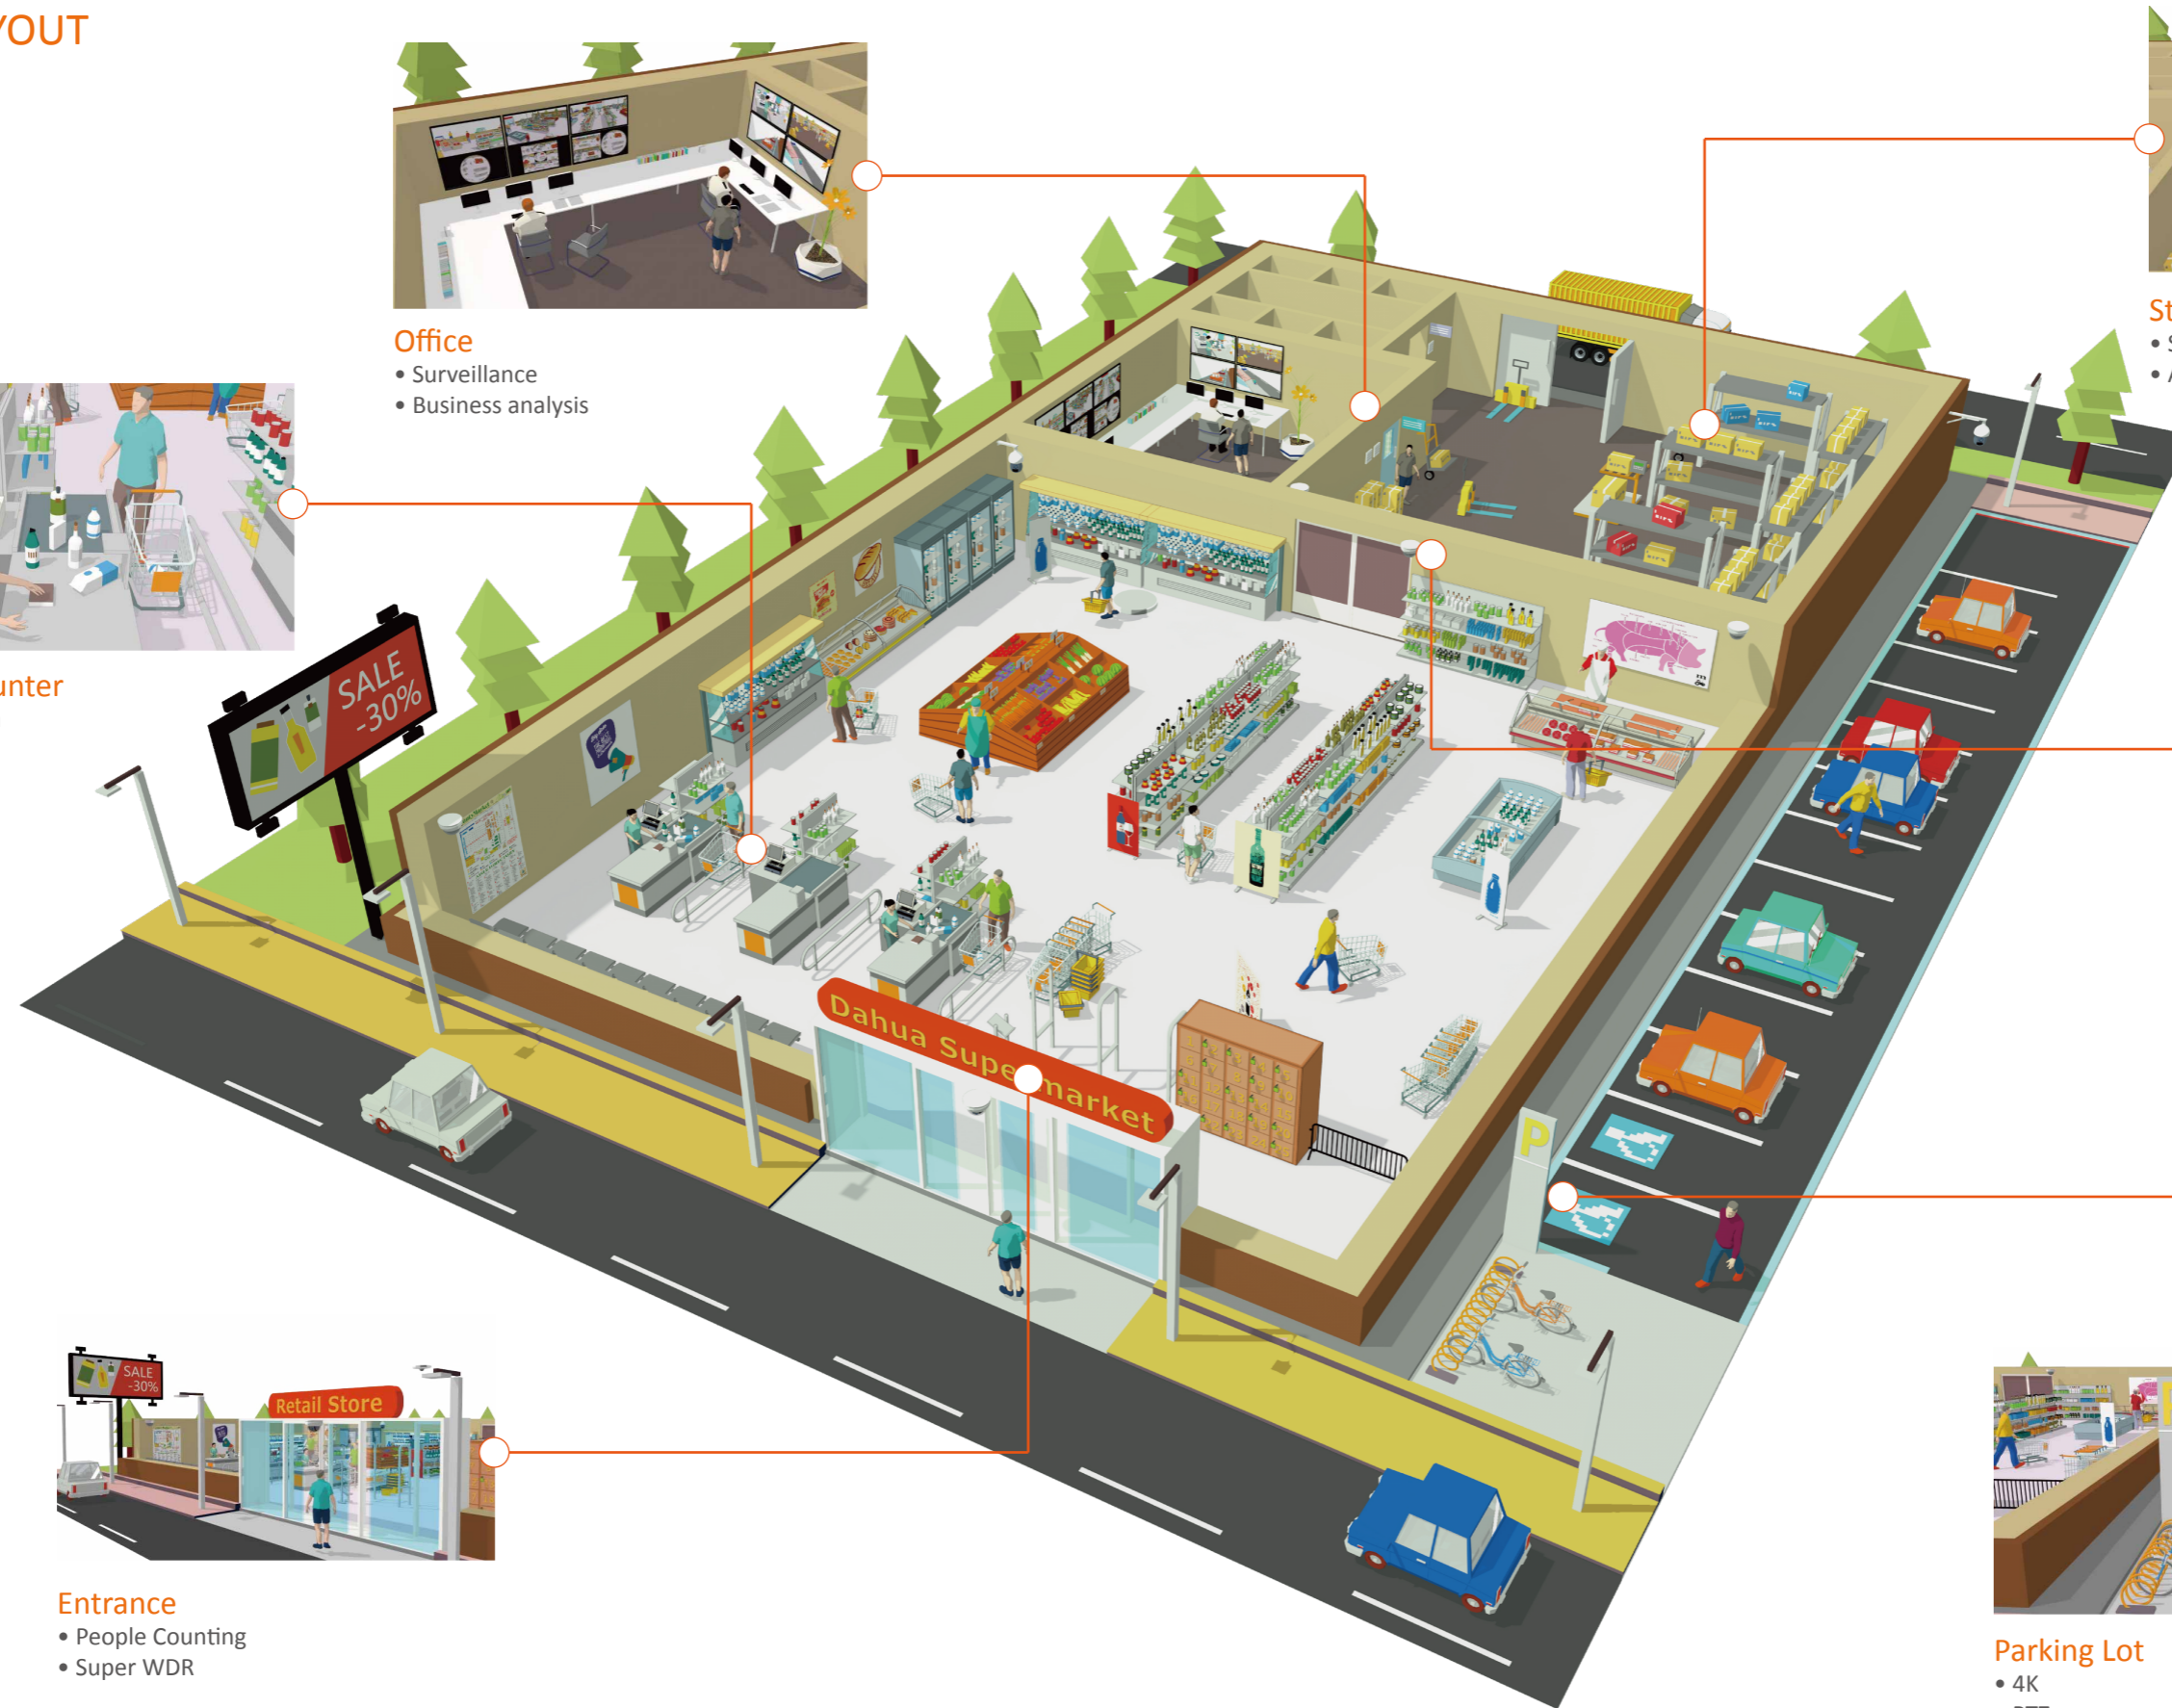 YOUT
Office
• Surveillance
• Business analysis
St
• S
• A
unter
SALE
-30%
Dahua Supermarket
P
SALE
-30%
Retail Store
Entrance
• People Counting
• Super WDR
Parking Lot
• 4K